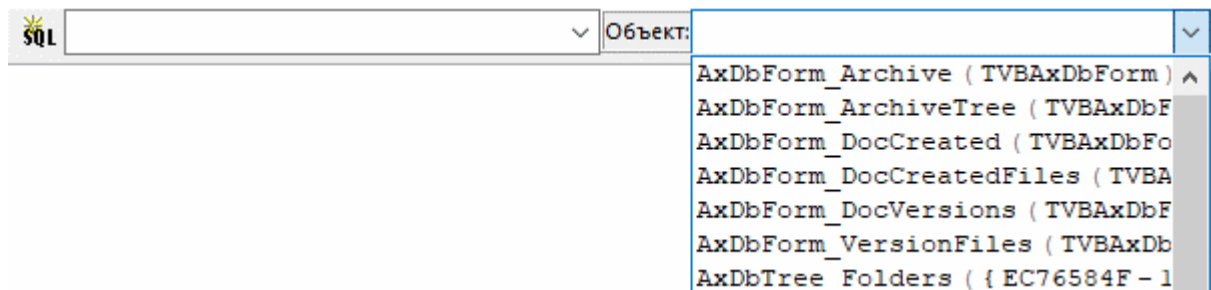 SQL Объект:
AxDbForm_Archive (TVBAxDbForm)
AxDbForm_ArchiveTree (TVBAxDbF
AxDbForm_DocCreated (TVBAxDbFo
AxDbForm_DocCreatedFiles (TVBA
AxDbForm_DocVersions (TVBAxDbF
AxDbForm_VersionFiles (TVBAxDb
AxDbTree_Folders ({EC76584F-1